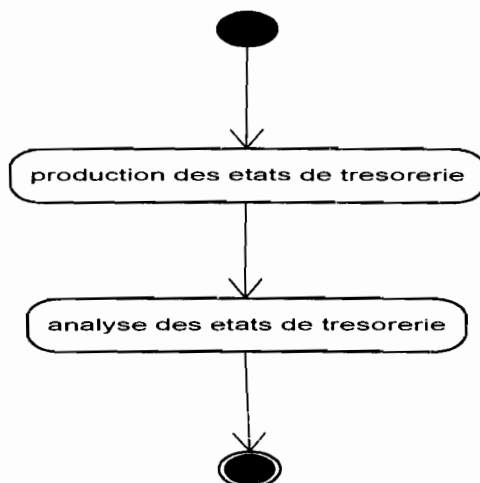 production des etats de tresorerie
analyse des etats de tresorerie